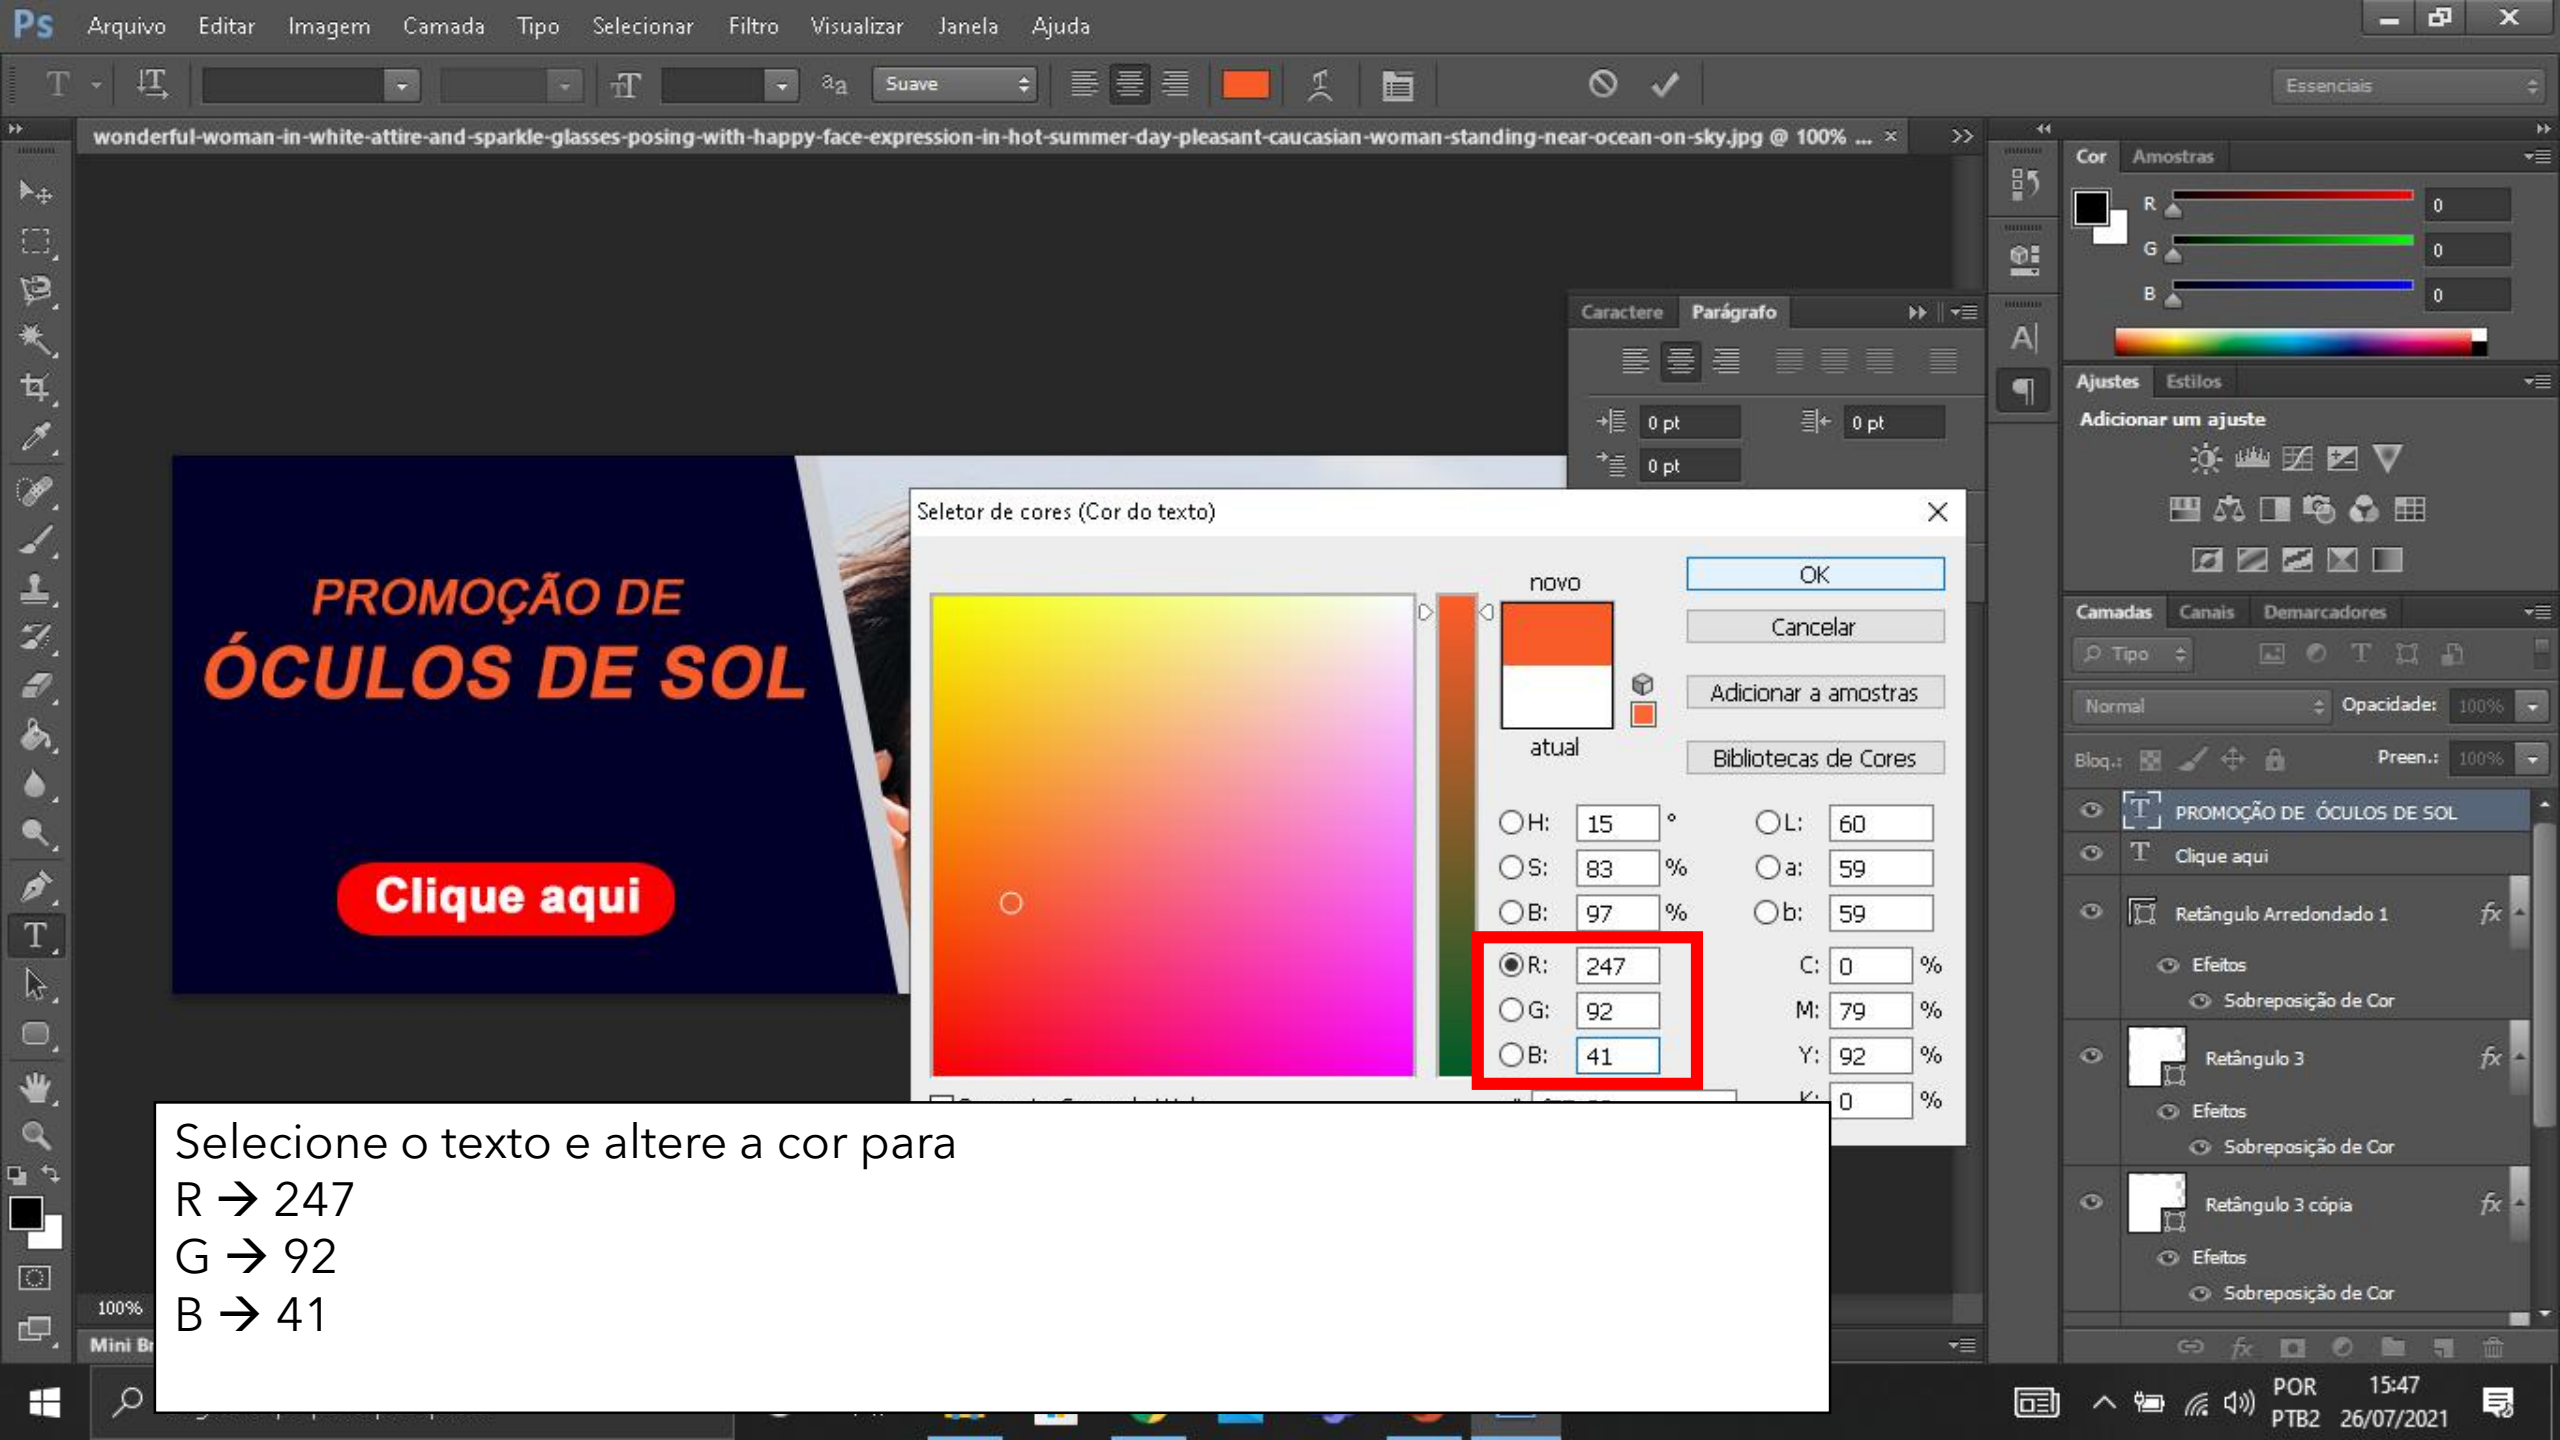 Ps Arquivo Editar Imagem Camada Tipo Selecionar Filtro Visualizar Janela Ajuda
Suave
Essenciais
wonderful-woman-in-white-attire-and-sparkle-glasses-posing-with-happy-face-expression-in-hot-summer-day-pleasant-caucasian-woman-standing-near-ocean-on-sky.jpg @ 100% ... ×
Cor Amostras
R 0
G 0
B 0
Caractere Parágrafo
0 pt 0 pt
0 pt
Ajustes Estilos
Adicionar um ajuste
PROMOÇÃO DE
ÓCULOS DE SOL
Clique aqui
Seletor de cores (Cor do texto)
novo
atual
OK
Cancelar
Adicionar a amostras
Bibliotecas de Cores
H: 15 ° L: 60
S: 83 % a: 59
B: 97 % b: 59
R: 247 C: 0 %
G: 92 M: 79 %
B: 41 Y: 92 %
K: 0 %
Camadas Canais Demarcadores
Tipo
Normal Opacidade: 100%
Bloq.: Preen.: 100%
PROMOÇÃO DE ÓCULOS DE SOL
Clique aqui
Retângulo Arredondado 1 fx
Efeitos
Sobreposição de Cor
Retângulo 3 fx
Efeitos
Sobreposição de Cor
Retângulo 3 cópia fx
Efeitos
Sobreposição de Cor
Selecione o texto e altere a cor para
R → 247
G → 92
B → 41
100%
Mini Br
POR 15:47
PTB2 26/07/2021